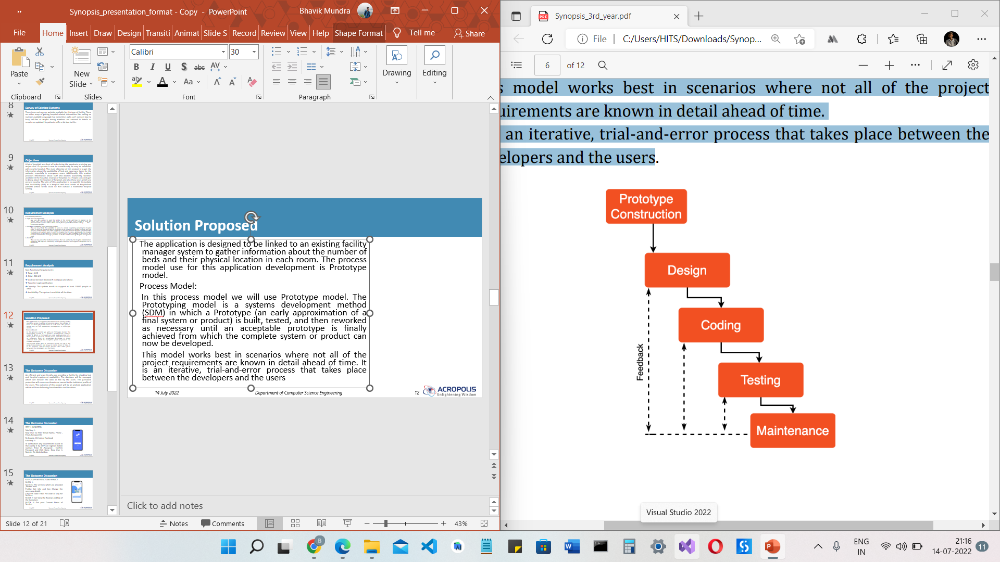 Synopsis_presentation_format - Copy - PowerPoint
Bhavik Mundra
File
Home
Insert
Draw
Design
Transiti
Animat
Slide S
Record
Review
View
Help
Shape Format
Tell me
Share
Paste
New
Slide
Calibri
30
B I U S abc AV
Aa
Drawing
Editing
Clipboard
Slides
Font
Paragraph
8
Survey of Existing Systems
9
Objectives
10
Requirement Analysis
11
Requirement Analysis
12
Solution Proposed
13
The Outcome Discussion
14
The Outcome Discussion
15
The Outcome Discussion
Solution Proposed
The application is designed to be linked to an existing facility
manager system to gather information about the number of
beds and their physical location in each room. The process
model use for this application development is Prototype
model.
Process Model:
In this process model we will use Prototype model. The
Prototyping model is a systems development method
(SDM) in which a Prototype (an early approximation of a
final system or product) is built, tested, and then reworked
as necessary until an acceptable prototype is finally
achieved from which the complete system or product can
now be developed.
This model works best in scenarios where not all of the
project requirements are known in detail ahead of time. It
is an iterative, trial-and-error process that takes place
between the developers and the users
14 July 2022
Department of Computer Science Engineering
12
ACROPOLIS
Enlightening Wisdom
Click to add notes
Slide 12 of 21
Notes
Comments
43%
Synopsis_3rd_year.pdf
File
C:/Users/HITS/Downloads/Synop...
6
of 12
s model works best in scenarios where not all of the project
uirements are known in detail ahead of time.
an iterative, trial-and-error process that takes place between the
elopers and the users.
Prototype
Construction
Design
Coding
Testing
Maintenance
Feedback
Visual Studio 2022
ENG
IN
21:16
14-07-2022
11